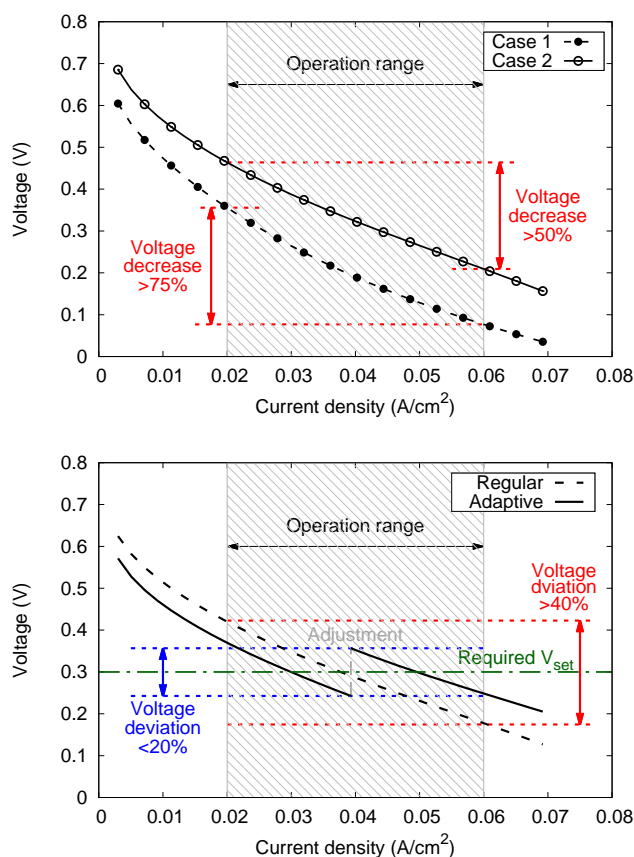 0.8
0.7
0.6
0.5
0.4
0.3
0.2
0.1
0
Voltage (V)
Case 1
Case 2
Operation range
Voltage
decrease
>50%
Voltage
decrease
>75%
0 0.01 0.02 0.03 0.04 0.05 0.06 0.07 0.08
Current density (A/cm²)
0.8
0.7
0.6
0.5
0.4
0.3
0.2
0.1
0
Voltage (V)
Regular
Adaptive
Operation range
Voltage
dviation
>40%
Adjustment
Required Vset
Voltage
deviation
<20%
0 0.01 0.02 0.03 0.04 0.05 0.06 0.07 0.08
Current density (A/cm²)